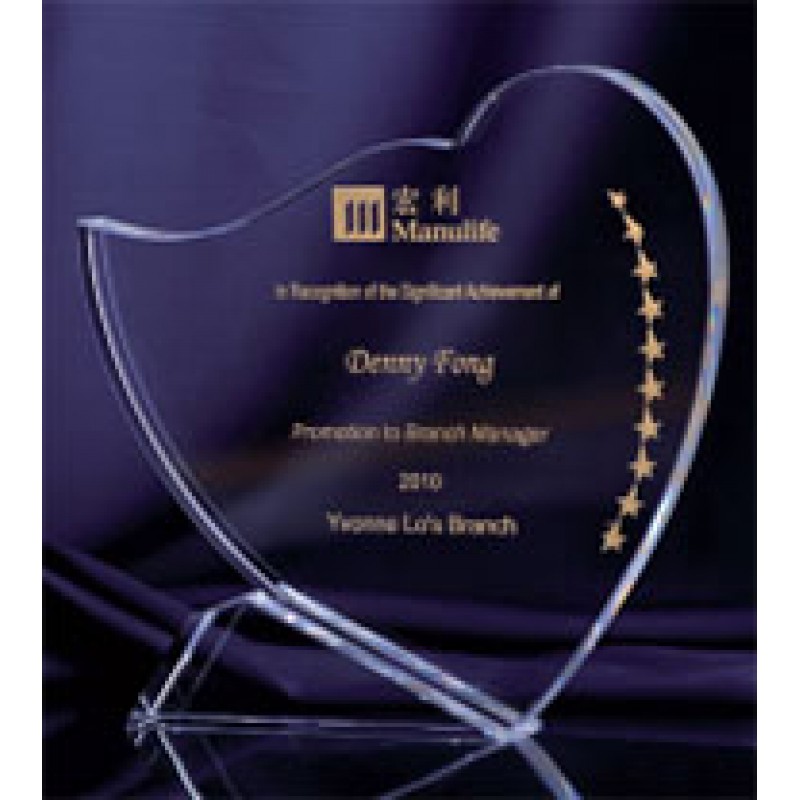 宏利
Manulife
In Recognition of the Significant Achievement of
Denny Fong
Promotion to Branch Manager
2010
Yvonne Lo's Branch